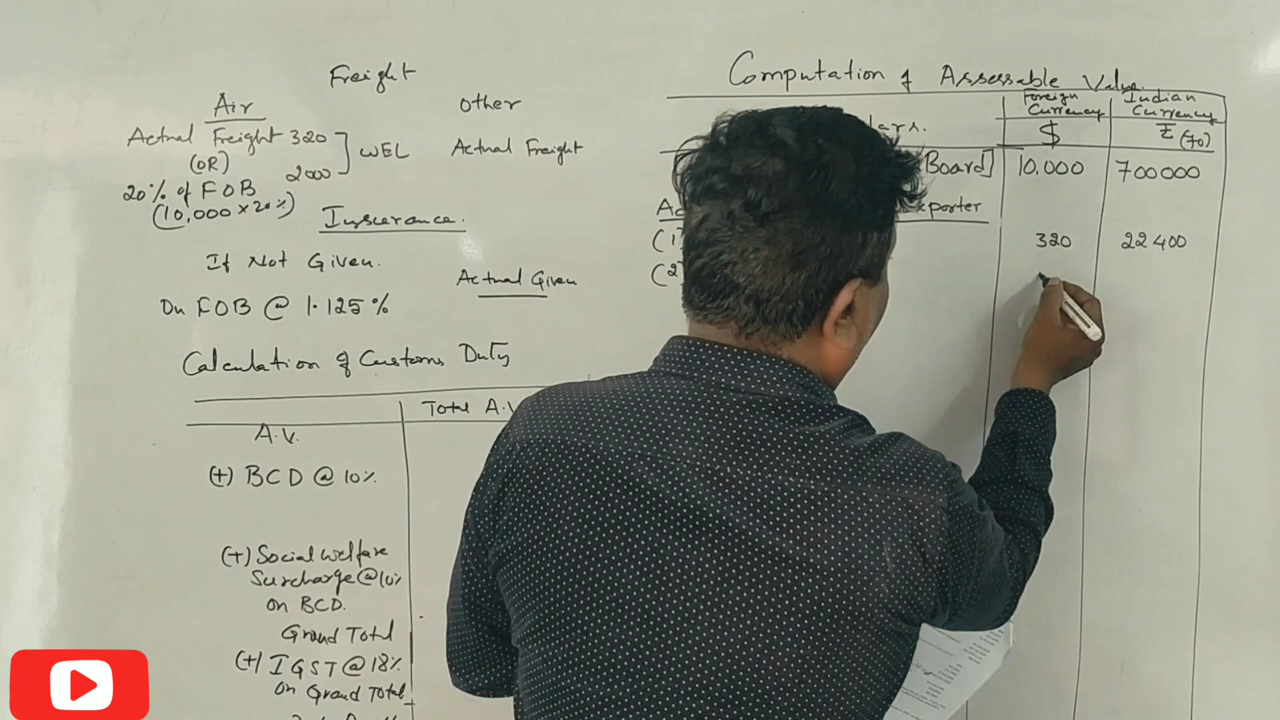 Freight
Air
Other
Actual Freight 320
(OR)
20% of FOB 2000
(10,000 x 20%)
WEL
Actual Freight
Insurance.
If Not Given.
Actual Given
On FOB @ 1.125%
Calculation of Customs Duty
Total A.V
A.V.
(+) BCD @ 10%
(+) Social welfare
Surcharge @ 10%
on BCD.
Grand Total
(+) IGST @ 18%
on Grand Total
Computation of Assessable Value
Foreign Currency
Indian Currency
$
₹ (70)
Board] 10,000 700000
(1) 320 22400
(2)